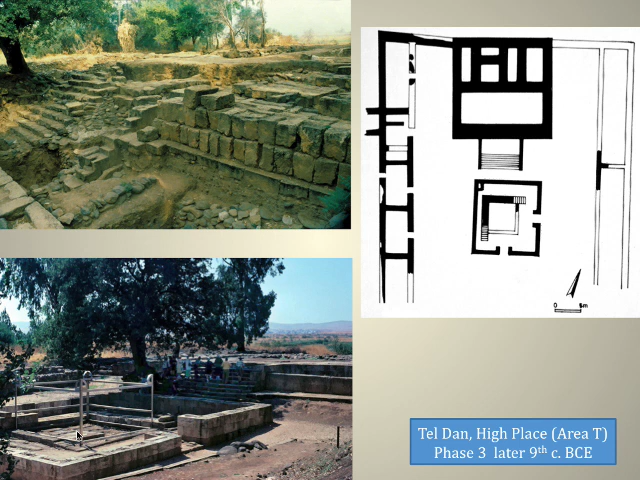 0 5m
Tel Dan, High Place (Area T)
Phase 3 later 9th c. BCE